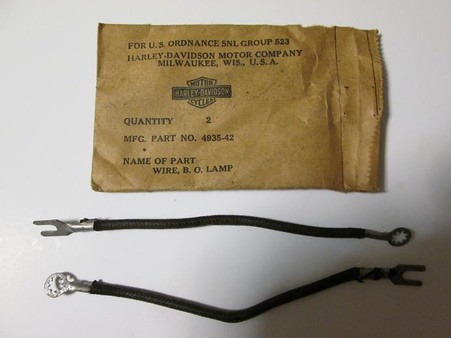 FOR U.S. ORDNANCE SNL GROUP 523
HARLEY-DAVIDSON MOTOR COMPANY
MILWAUKEE, WIS., U.S.A.
MOTOR
HARLEY-DAVIDSON
CYCLES
QUANTITY 2
MFG. PART NO. 4935-42
NAME OF PART
WIRE, B. O. LAMP